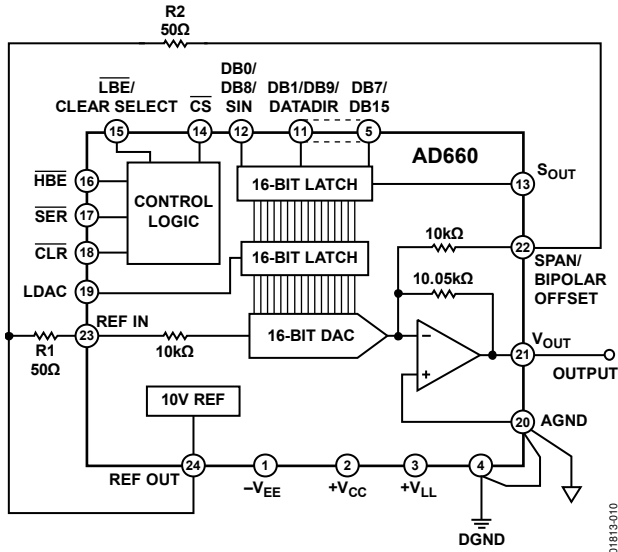 R2
50Ω
LBE/
CLEAR SELECT
CS
DB0/
DB8/
SIN
DB1/DB9/
DATADIR
DB7/
DB15
15
14
12
11
5
AD660
HBE
16
SER
17
CLR
18
LDAC
19
CONTROL
LOGIC
16-BIT LATCH
13
SOUT
16-BIT LATCH
10kΩ
22
SPAN/
BIPOLAR
OFFSET
10.05kΩ
R1
50Ω
23
REF IN
10kΩ
16-BIT DAC
−
+
VOUT
21
OUTPUT
10V REF
20
AGND
REF OUT
24
1
−VEE
2
+VCC
3
+VLL
4
DGND
01813-010